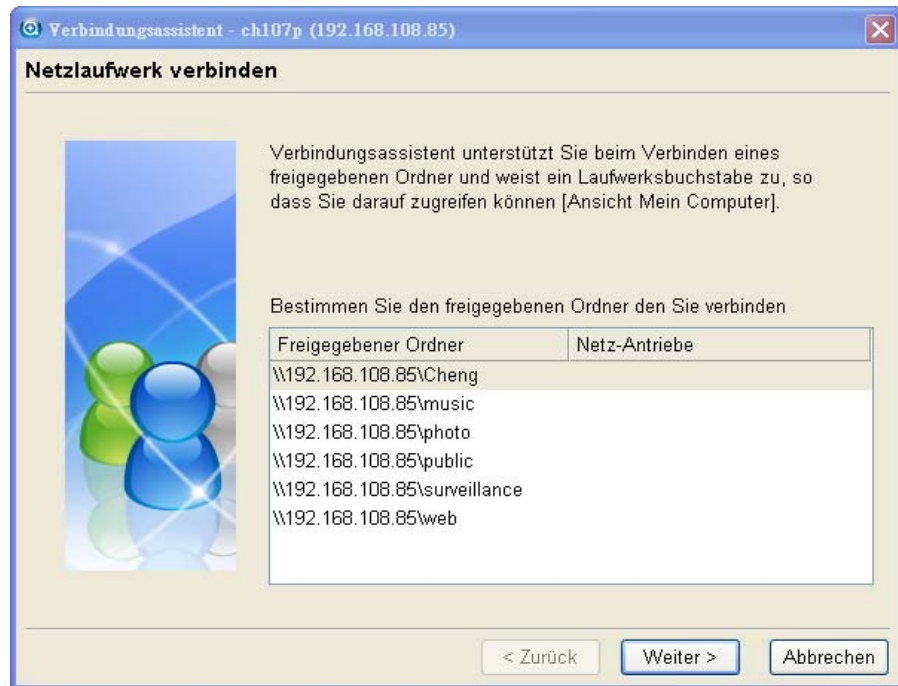 Verbindungsassistent - ch107p (192.168.108.85)
Netzlaufwerk verbinden
Verbindungsassistent unterstützt Sie beim Verbinden eines
freigegebenen Ordner und weist ein Laufwerksbuchstabe zu, so
dass Sie darauf zugreifen können [Ansicht Mein Computer].
Bestimmen Sie den freigegebenen Ordner den Sie verbinden
Freigegebener Ordner Netz-Antriebe
\\192.168.108.85\Cheng
\\192.168.108.85\music
\\192.168.108.85\photo
\\192.168.108.85\public
\\192.168.108.85\surveillance
\\192.168.108.85\web
< Zurück Weiter > Abbrechen